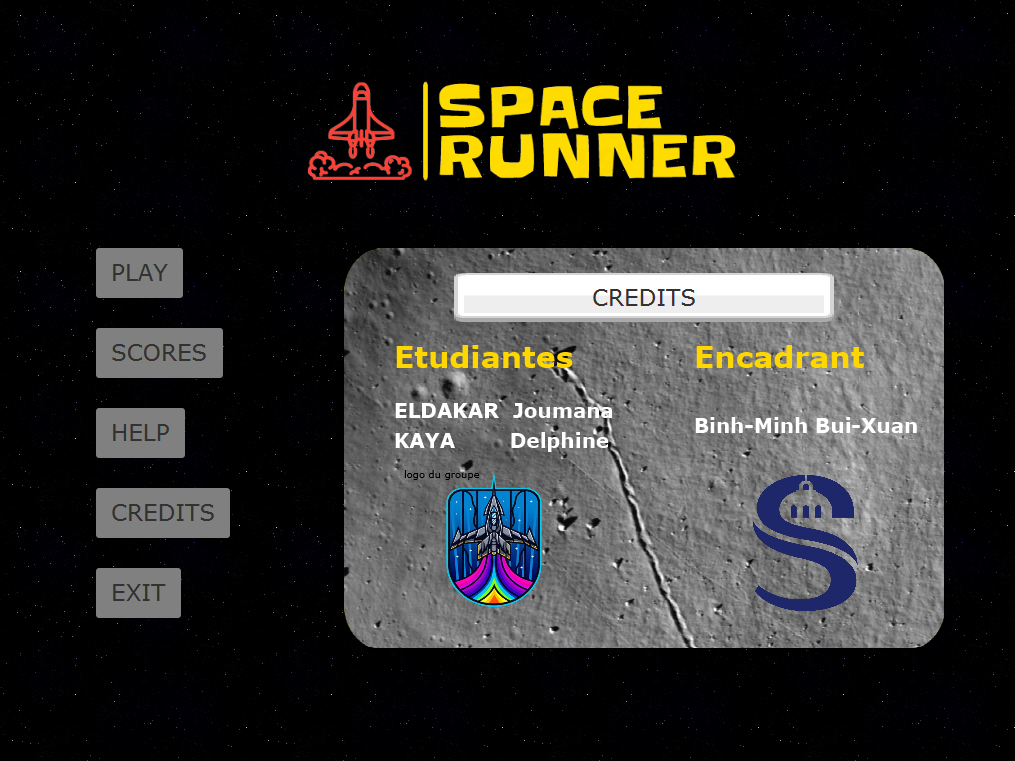 SPACE
RUNNER
PLAY
SCORES
HELP
CREDITS
EXIT
CREDITS
Etudiantes
ELDAKAR Joumana
KAYA Delphine
logo du groupe
Encadrant
Binh-Minh Bui-Xuan